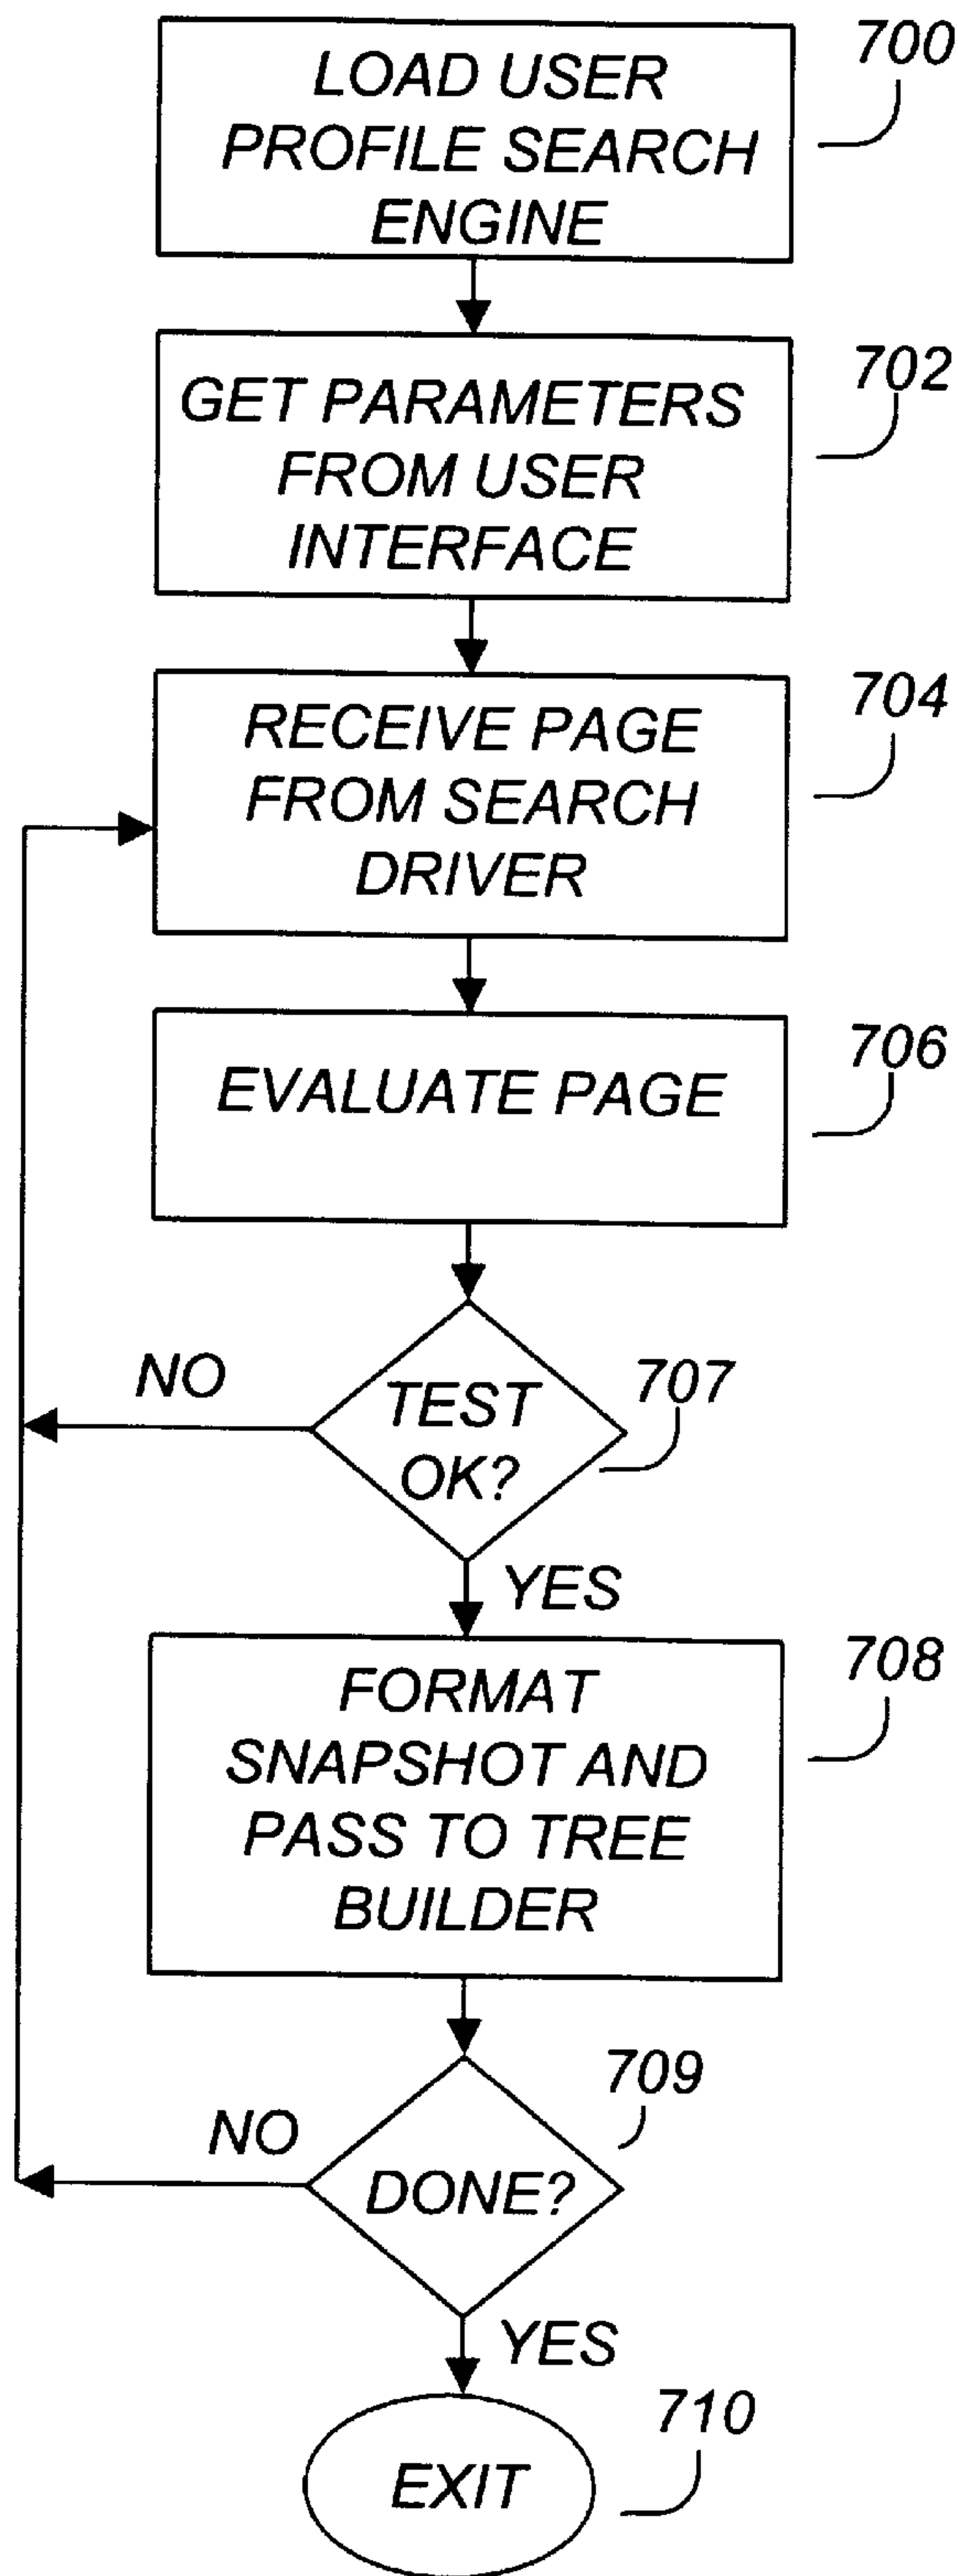 LOAD USER
PROFILE SEARCH
ENGINE
700
GET PARAMETERS
FROM USER
INTERFACE
702
RECEIVE PAGE
FROM SEARCH
DRIVER
704
EVALUATE PAGE
706
TEST
OK?
707
NO
YES
FORMAT
SNAPSHOT AND
PASS TO TREE
BUILDER
708
DONE?
709
NO
YES
EXIT
710